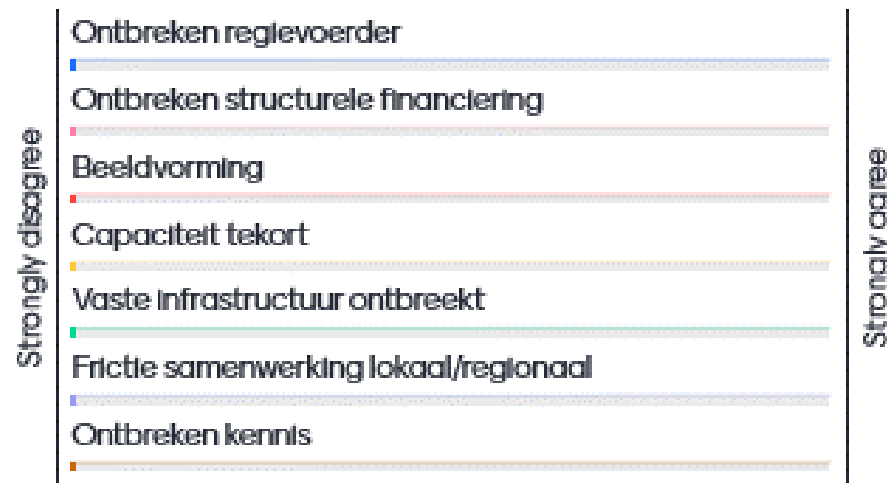 Ontbreken regievoerder
Ontbreken structurele financiering
Beeldvorming
Capaciteit tekort
Vaste infrastructuur ontbreekt
Frictie samenwerking lokaal/regionaal
Ontbreken kennis
Strongly disagree
Strongly agree